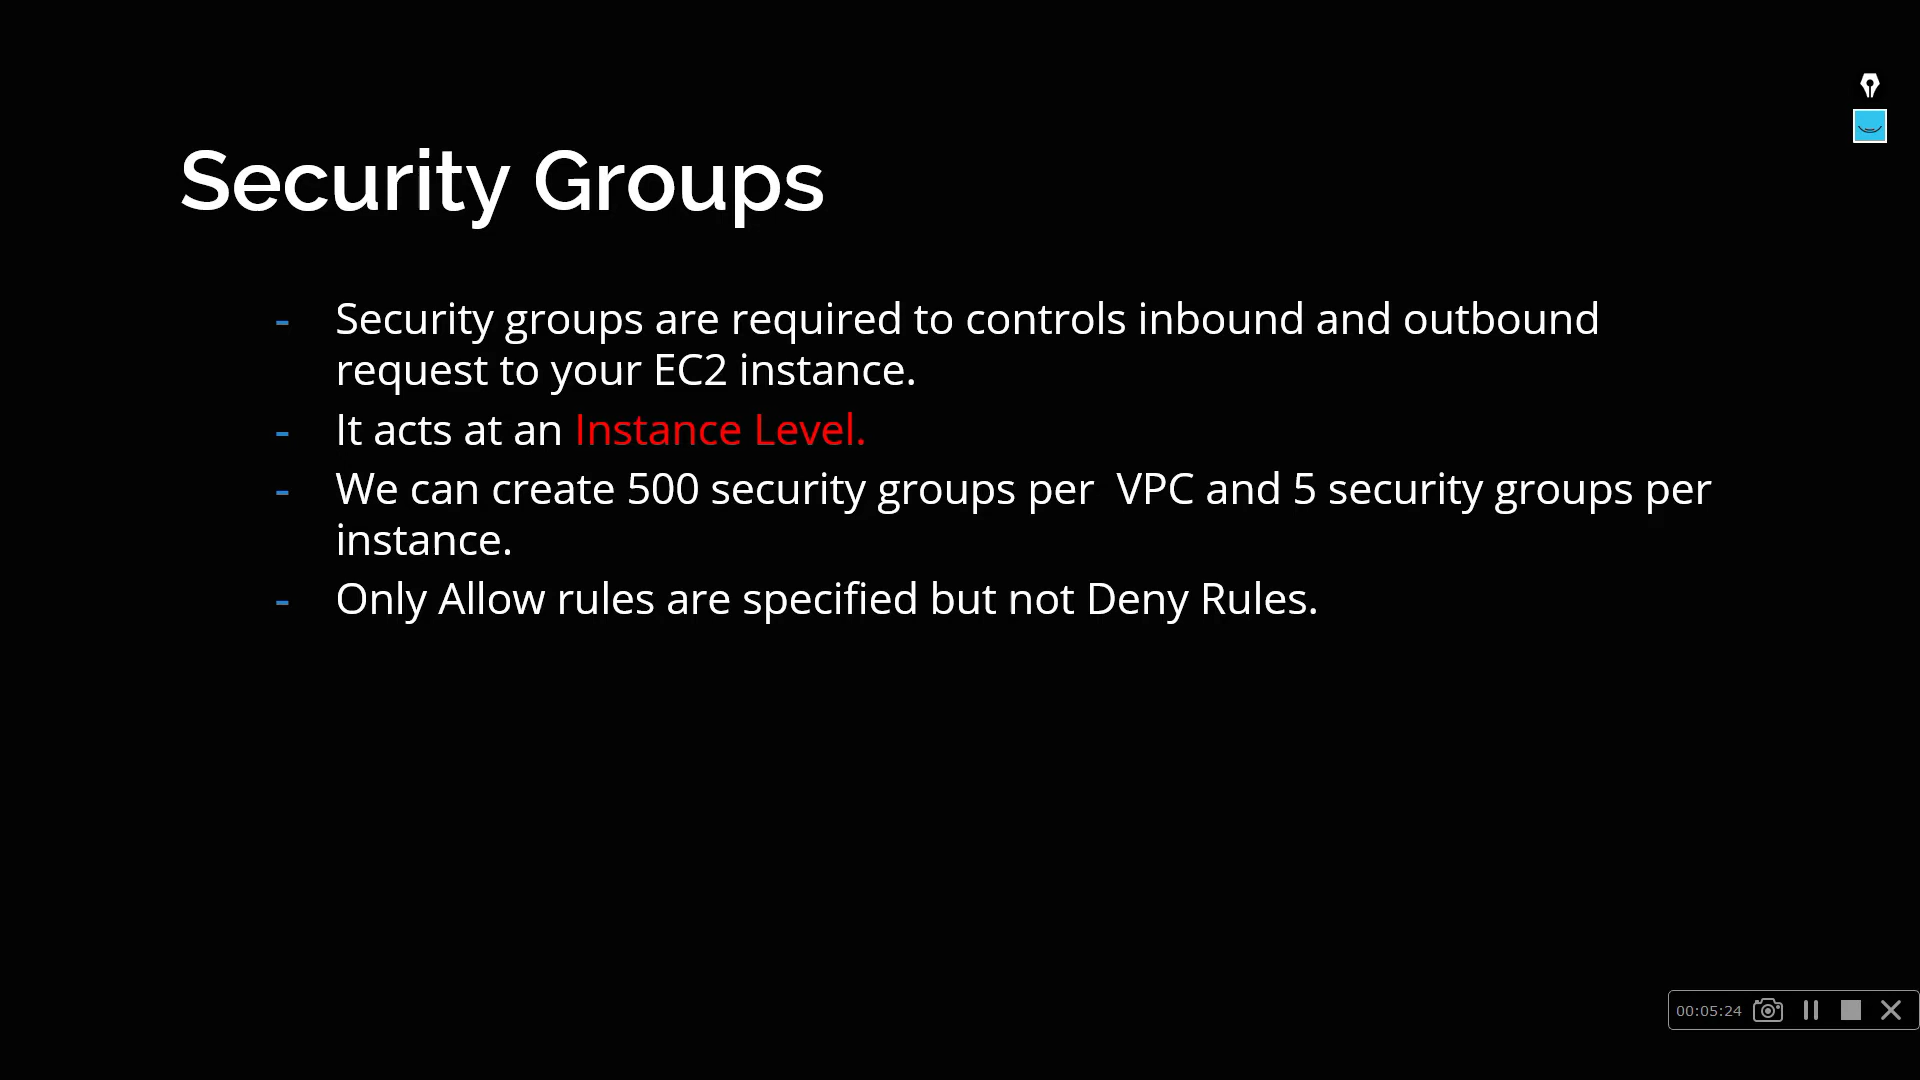 Security Groups
- Security groups are required to controls inbound and outbound
request to your EC2 instance.
- It acts at an Instance Level.
- We can create 500 security groups per  VPC and 5 security groups per
instance.
- Only Allow rules are specified but not Deny Rules.
00:05:24